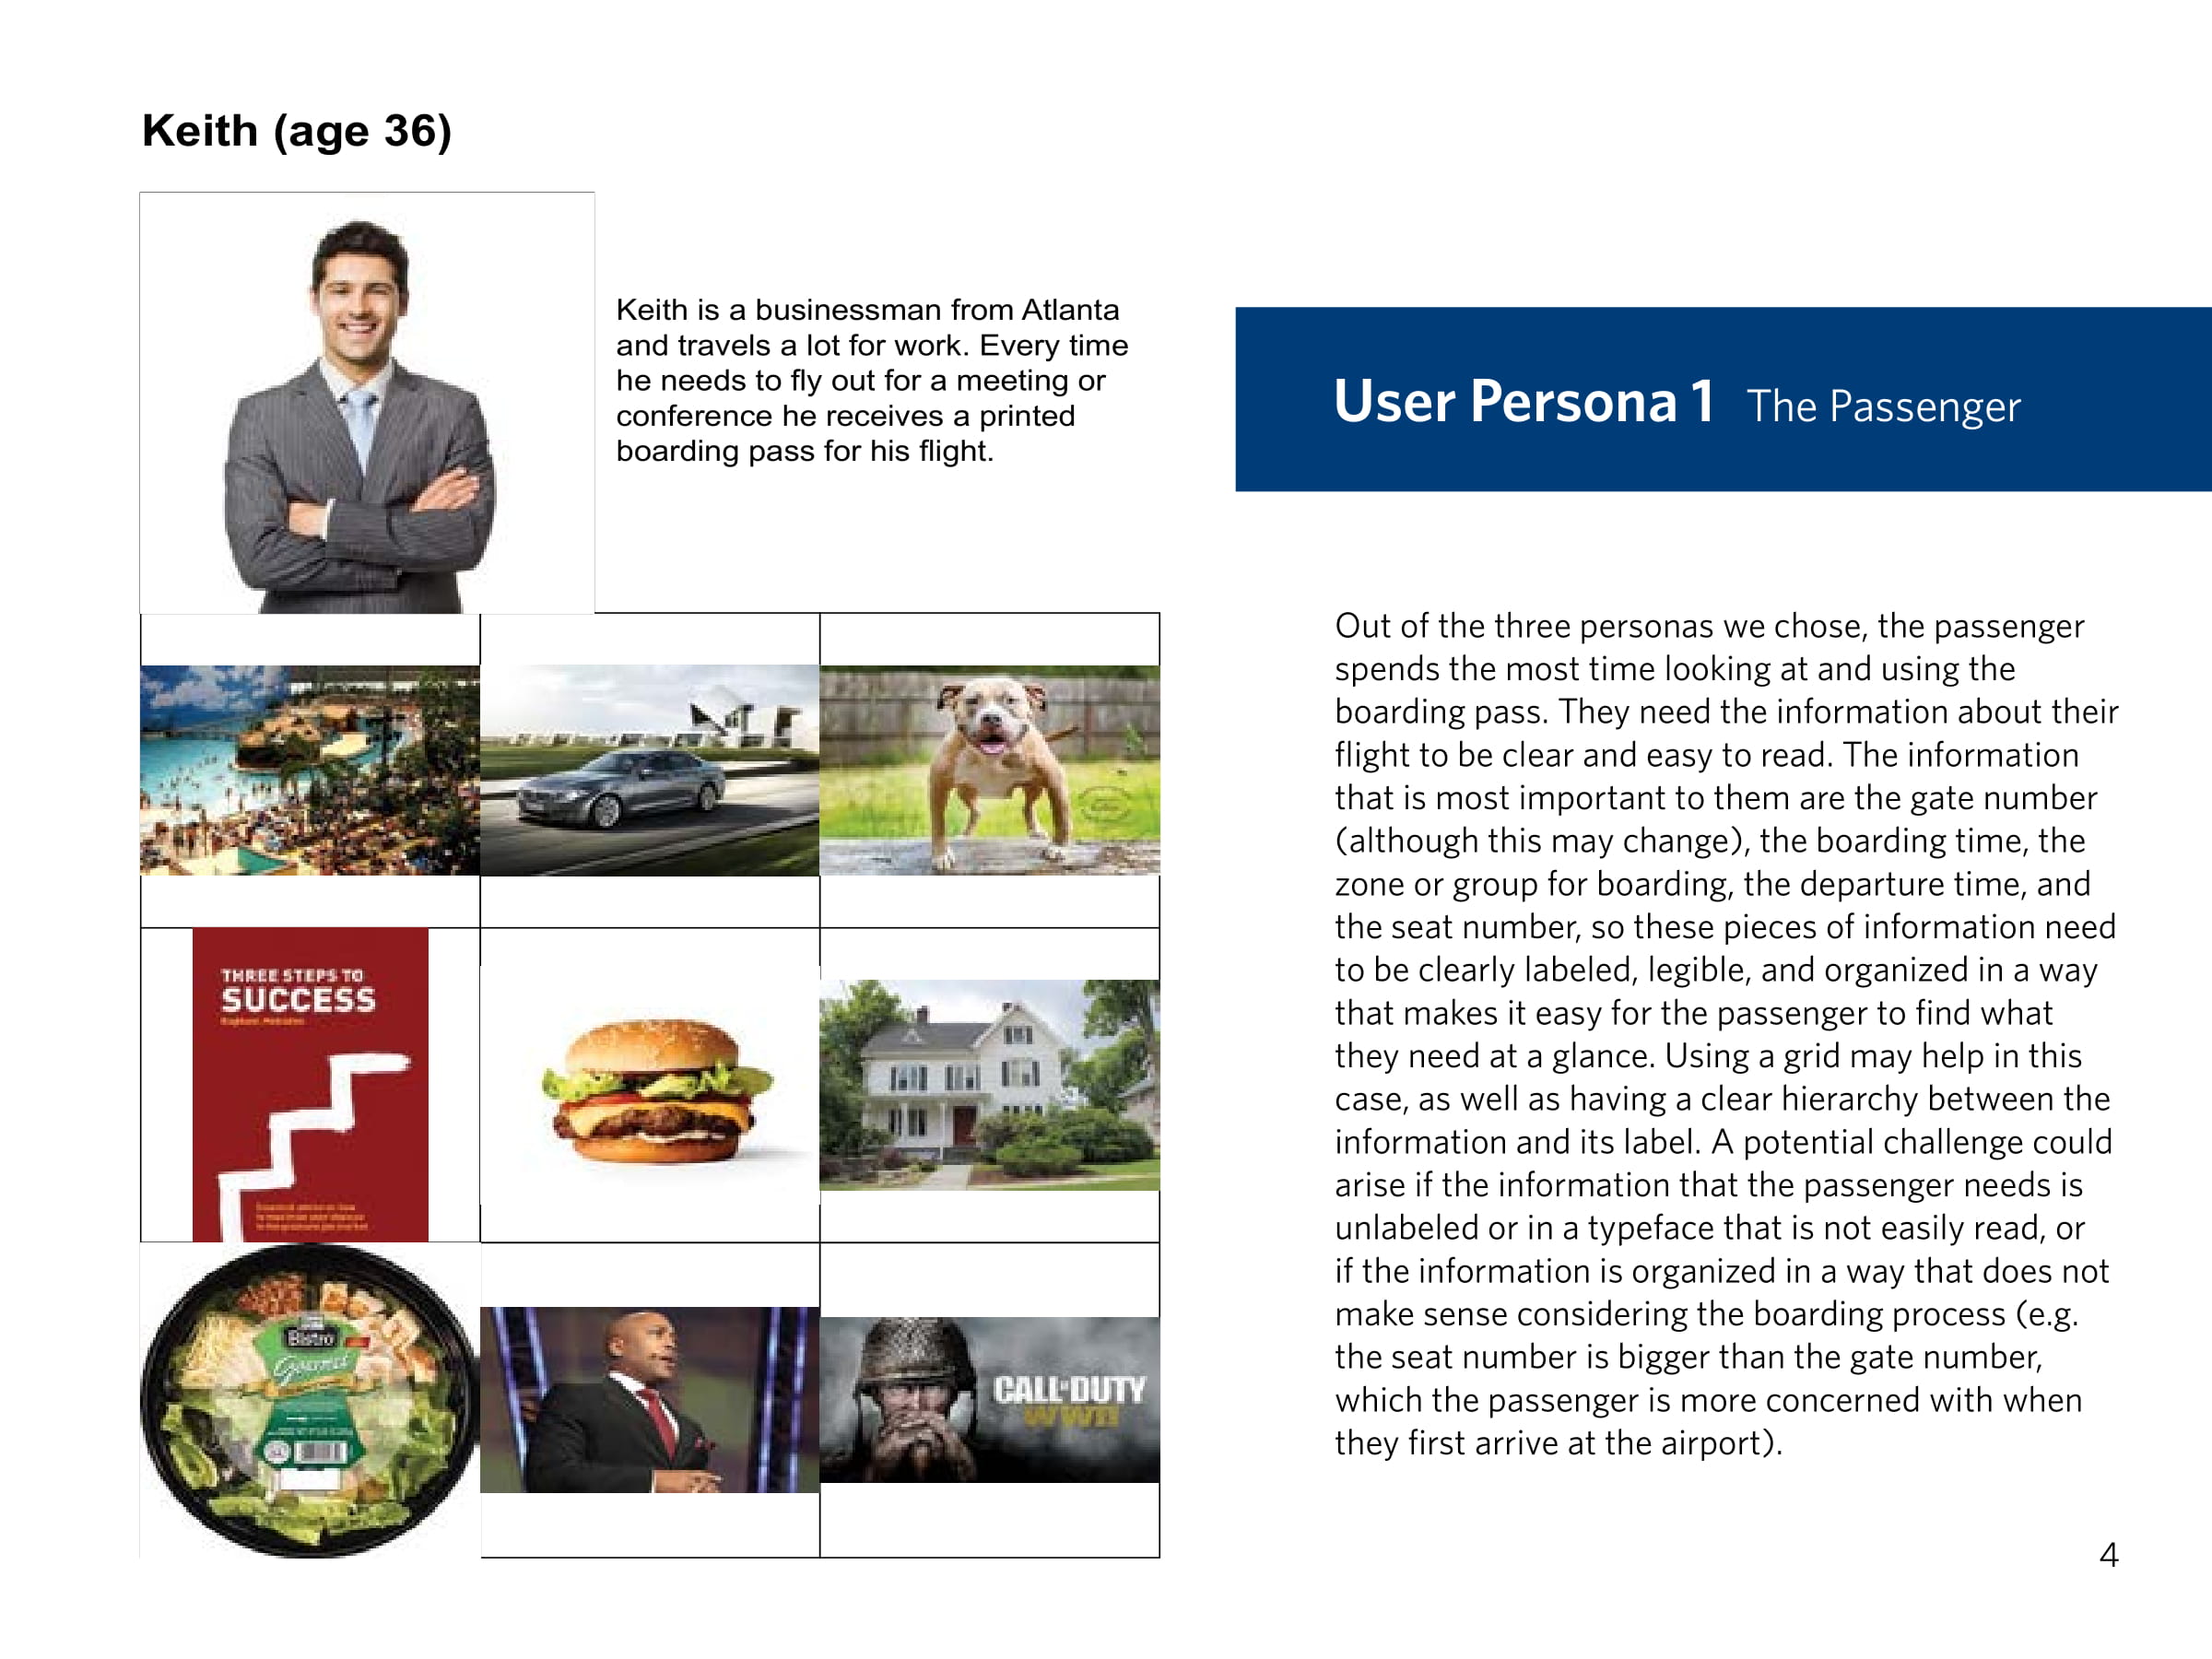 Keith (age 36)
Keith is a businessman from Atlanta
and travels a lot for work. Every time
he needs to fly out for a meeting or
conference he receives a printed
boarding pass for his flight.
THREE STEPS TO
SUCCESS
Bistro
Gourmet
CALL OF DUTY
WWII
User Persona 1 The Passenger
Out of the three personas we chose, the passenger
spends the most time looking at and using the
boarding pass. They need the information about their
flight to be clear and easy to read. The information
that is most important to them are the gate number
(although this may change), the boarding time, the
zone or group for boarding, the departure time, and
the seat number, so these pieces of information need
to be clearly labeled, legible, and organized in a way
that makes it easy for the passenger to find what
they need at a glance. Using a grid may help in this
case, as well as having a clear hierarchy between the
information and its label. A potential challenge could
arise if the information that the passenger needs is
unlabeled or in a typeface that is not easily read, or
if the information is organized in a way that does not
make sense considering the boarding process (e.g.
the seat number is bigger than the gate number,
which the passenger is more concerned with when
they first arrive at the airport).
4